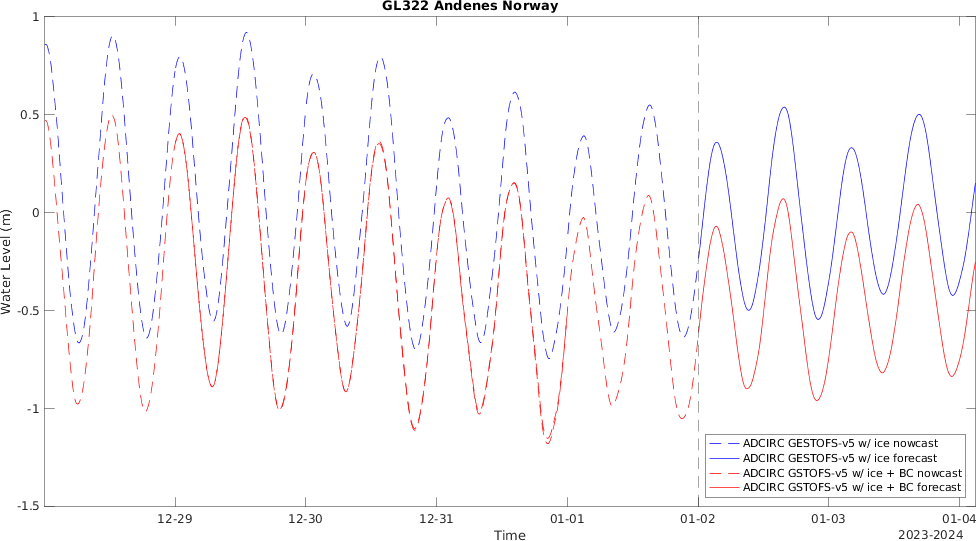 GL322 Andenes Norway
1
0.5
0
-0.5
-1
-1.5
Water Level (m)
12-29
12-30
12-31
01-01
01-02
01-03
01-04
Time
2023-2024
ADCIRC GESTOFS-v5 w/ ice nowcast
ADCIRC GESTOFS-v5 w/ ice forecast
ADCIRC GSTOFS-v5 w/ ice + BC nowcast
ADCIRC GSTOFS-v5 w/ ice + BC forecast